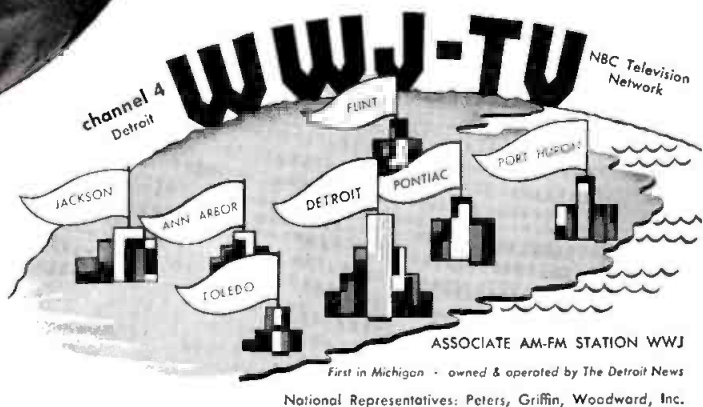 WWJ-TV
channel 4
Detroit
NBC Television
Network
FLINT
JACKSON
ANN ARBOR
DETROIT
PONTIAC
PORT HURON
TOLEDO
ASSOCIATE AM-FM STATION WWJ
First in Michigan · owned & operated by The Detroit News
National Representatives: Peters, Griffin, Woodward, Inc.